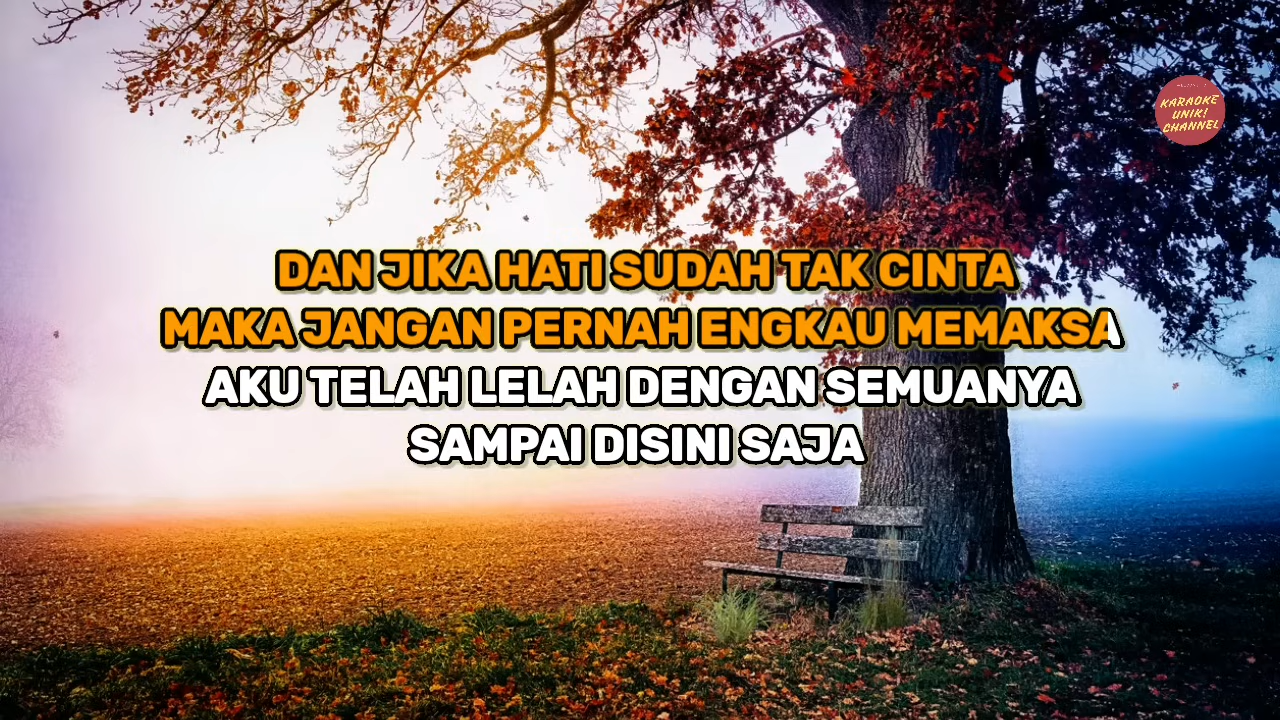 KARAOKE
UNIK!
CHANNEL
DAN JIKA HATI SUDAH TAK CINTA
MAKA JANGAN PERNAH ENGKAU MEMAKSA
AKU TELAH LELAH DENGAN SEMUANYA
SAMPAI DISINI SAJA